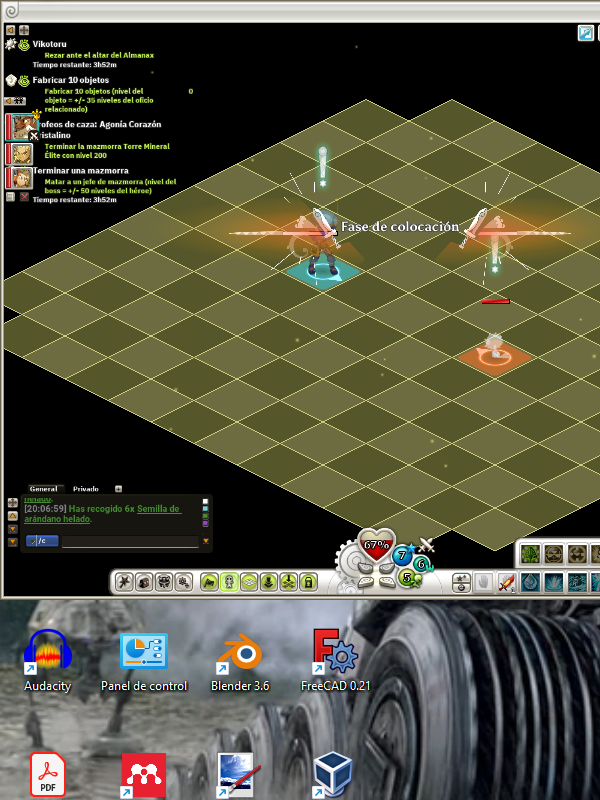 Vikotoru
Rezar ante el altar del Almanax
Tiempo restante: 3h52m
Fabricar 10 objetos
Fabricar 10 objetos (nivel del
objeto = +/- 35 niveles del oficio
relacionado)
0
rofeos de caza: Agonía Corazón
ristalino
Terminar la mazmorra Torre Mineral
Élite con nivel 200
Terminar una mazmorra
Matar a un jefe de mazmorra (nivel del
boss = +/- 50 niveles del héroe)
Tiempo restante: 3h52m
Fase de colocación
General
Privado
helado.
[20:06:59] Has recogido 6x Semilla de
arándano helado.
/c
67%
7
6
5
Audacity
Panel de control
Blender 3.6
FreeCAD 0.21
PDF